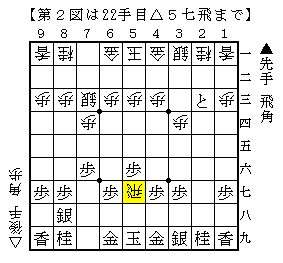 【第２図は22手目△５七飛まで】
９ ８ ７ ６ ５ ４ ３ ２ １
香 桂 金 玉 金 銀 桂 香 一
二
歩 歩 銀 歩 歩 歩 と 歩 三
歩 歩 四
五
歩 歩 六
歩 歩 歩 飛 歩 歩 歩 七
銀 八
香 桂 金 玉 金 銀 桂 香 九
▲先手 飛角
△後手 角歩